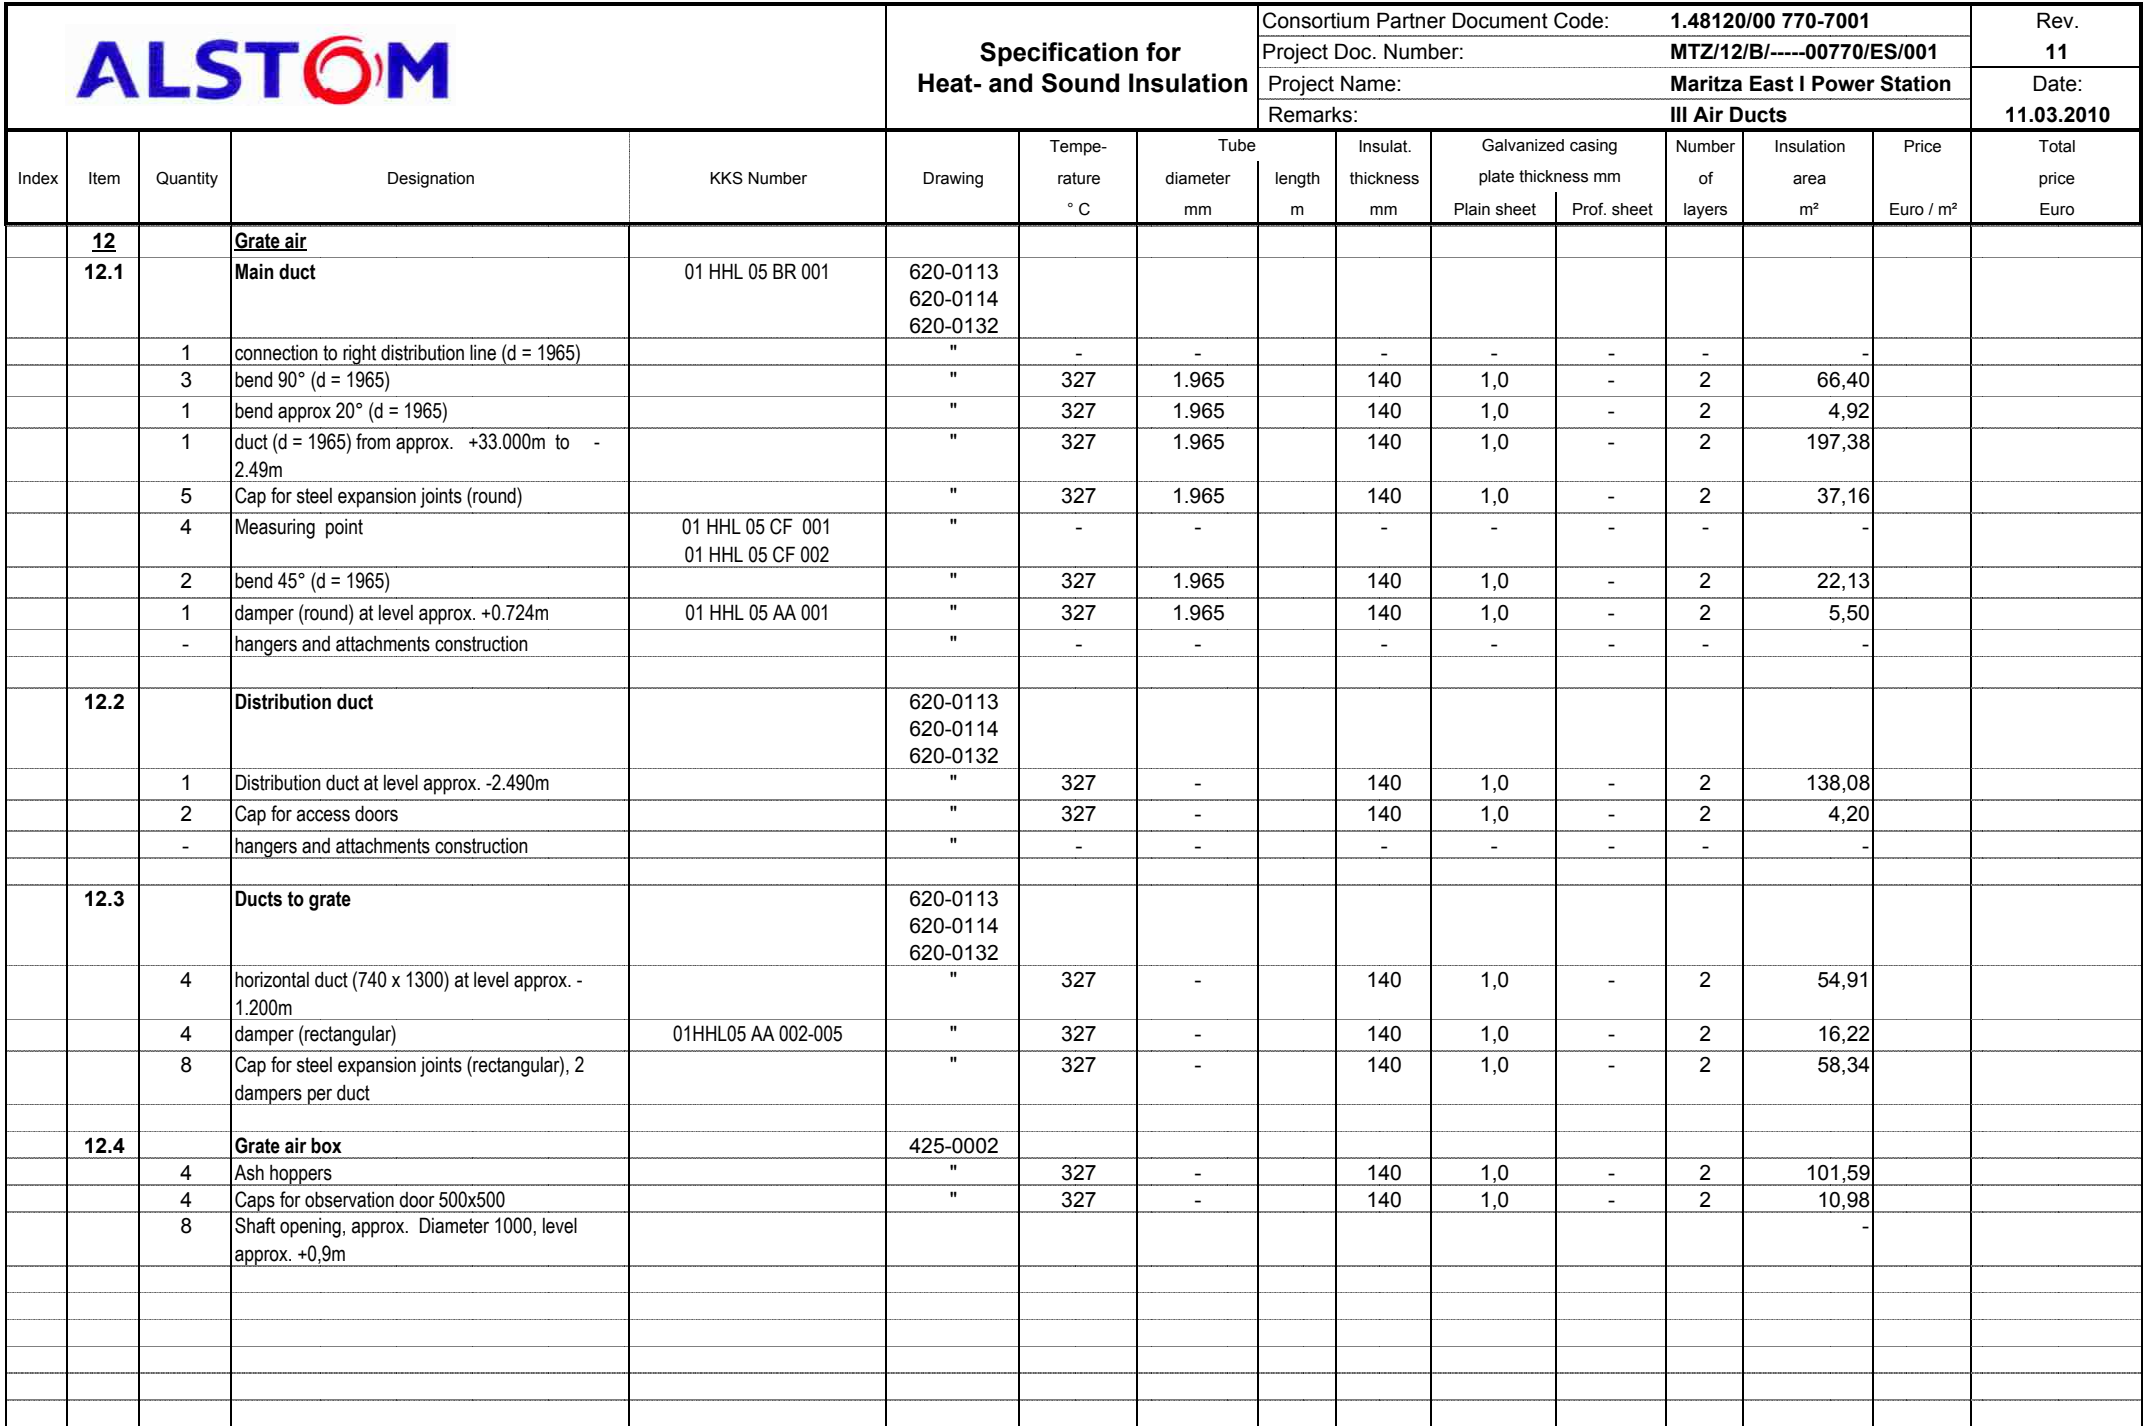 ALSTOM
Specification for
Heat- and Sound Insulation
Consortium Partner Document Code: 1.48120/00 770-7001
Project Doc. Number: MTZ/12/B/-----00770/ES/001
Project Name: Maritza East I Power Station
Remarks: III Air Ducts
Rev.
11
Date:
11.03.2010
Index Item Quantity Designation KKS Number Drawing
Tempe-
rature
° C
Tube
diameter length
mm m
Insulat.
thickness
mm
Galvanized casing
plate thickness mm
Plain sheet Prof. sheet
Number
of
layers
Insulation
area
m²
Price
Euro / m²
Total
price
Euro
12 Grate air
12.1 Main duct 01 HHL 05 BR 001 620-0113
620-0114
620-0132
1 connection to right distribution line (d = 1965) " - - - - - - -
3 bend 90° (d = 1965) " 327 1.965 140 1,0 - 2 66,40
1 bend approx 20° (d = 1965) " 327 1.965 140 1,0 - 2 4,92
1 duct (d = 1965) from approx. +33.000m to - " 327 1.965 140 1,0 - 2 197,38
2.49m
5 Cap for steel expansion joints (round) " 327 1.965 140 1,0 - 2 37,16
4 Measuring point 01 HHL 05 CF 001 " - - - - - - -
01 HHL 05 CF 002
2 bend 45° (d = 1965) " 327 1.965 140 1,0 - 2 22,13
1 damper (round) at level approx. +0.724m 01 HHL 05 AA 001 " 327 1.965 140 1,0 - 2 5,50
- hangers and attachments construction " - - - - - - -
12.2 Distribution duct 620-0113
620-0114
620-0132
1 Distribution duct at level approx. -2.490m " 327 - 140 1,0 - 2 138,08
2 Cap for access doors " 327 - 140 1,0 - 2 4,20
- hangers and attachments construction " - - - - - - -
12.3 Ducts to grate 620-0113
620-0114
620-0132
4 horizontal duct (740 x 1300) at level approx. - " 327 - 140 1,0 - 2 54,91
1.200m
4 damper (rectangular) 01HHL05 AA 002-005 " 327 - 140 1,0 - 2 16,22
8 Cap for steel expansion joints (rectangular), 2 " 327 - 140 1,0 - 2 58,34
dampers per duct
12.4 Grate air box 425-0002
4 Ash hoppers " 327 - 140 1,0 - 2 101,59
4 Caps for observation door 500x500 " 327 - 140 1,0 - 2 10,98
8 Shaft opening, approx. Diameter 1000, level -
approx. +0,9m